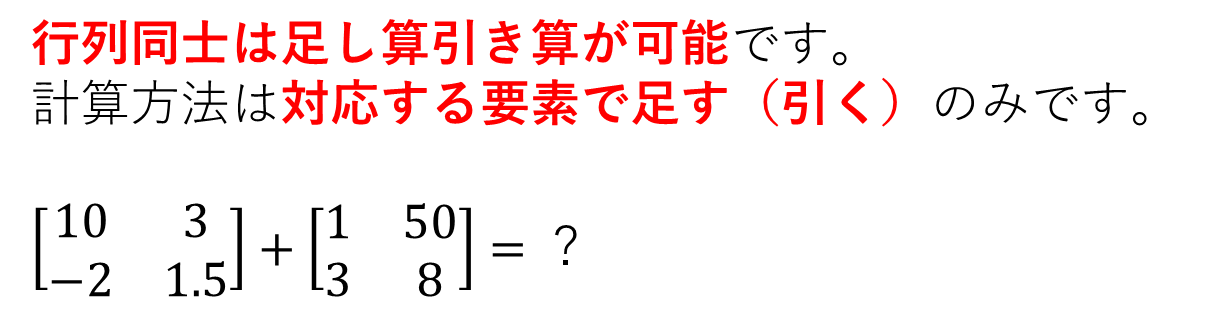 行列同士は足し算引き算が可能です。
計算方法は対応する要素で足す（引く）のみです。
[10 3] + [1 50] = ?
[-2 1.5] [3 8]